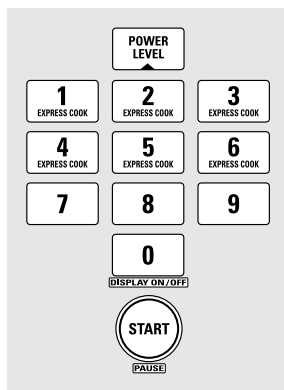 POWER
LEVEL
1 2 3
EXPRESS COOK EXPRESS COOK EXPRESS COOK
4 5 6
EXPRESS COOK EXPRESS COOK EXPRESS COOK
7 8 9
0
DISPLAY ON/OFF
START
PAUSE